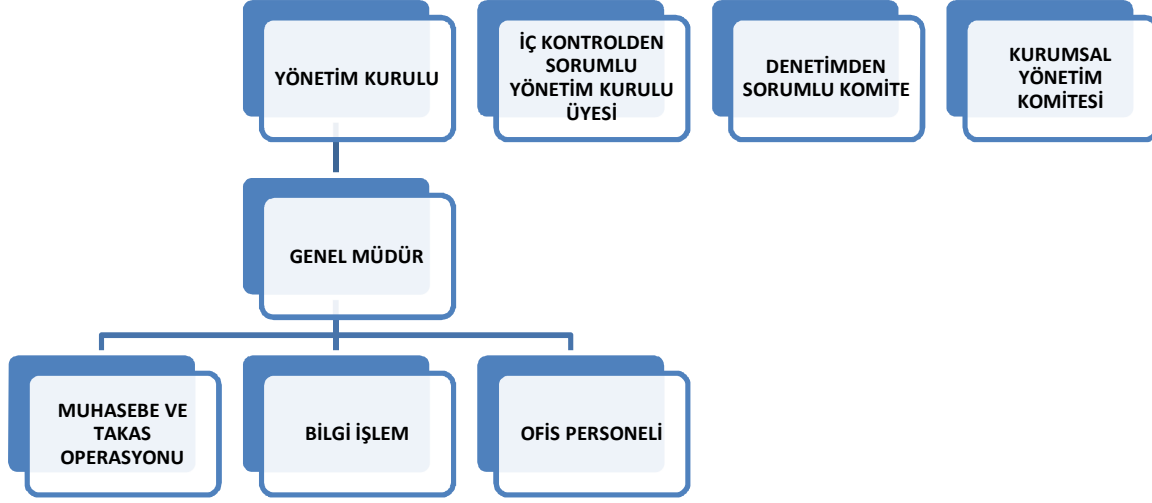 YÖNETİM KURULU
İÇ KONTROLDEN
SORUMLU
YÖNETİM KURULU
ÜYESİ
DENETİMDEN
SORUMLU KOMİTE
KURUMSAL
YÖNETİM
KOMİTESİ
GENEL MÜDÜR
MUHASEBE VE
TAKAS
OPERASYONU
BİLGİ İŞLEM
OFİS PERSONELİ